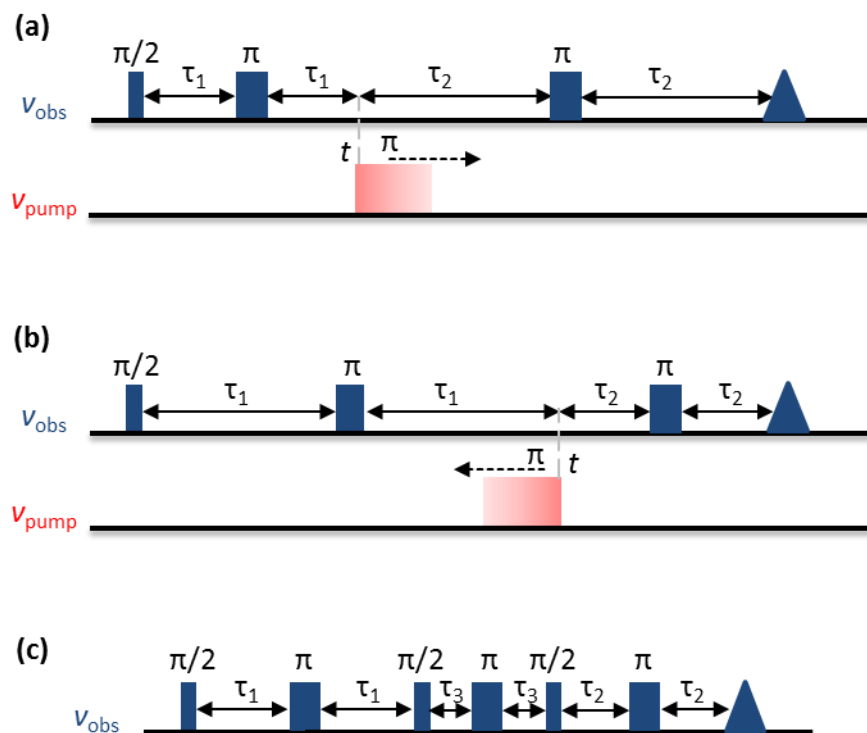 (a)
π/2 π π
τ1 τ1 τ2 τ2
νobs
t π
νpump
(b)
π/2 π π
τ1 τ1 τ2 τ2
νobs
π t
νpump
(c)
π/2 π π/2 π π/2 π
τ1 τ1 τ3 τ3 τ2 τ2
νobs